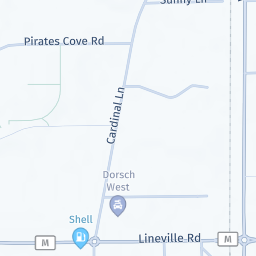 Sunny Ln
Pirates Cove Rd
Cardinal Ln
Dorsch
West
Shell
Lineville Rd
M
M